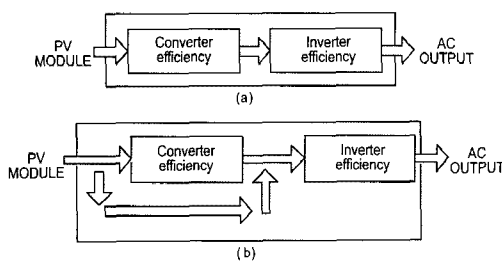 PV
MODULE
Converter
efficiency
Inverter
efficiency
AC
OUTPUT
(a)
PV
MODULE
Converter
efficiency
Inverter
efficiency
AC
OUTPUT
(b)